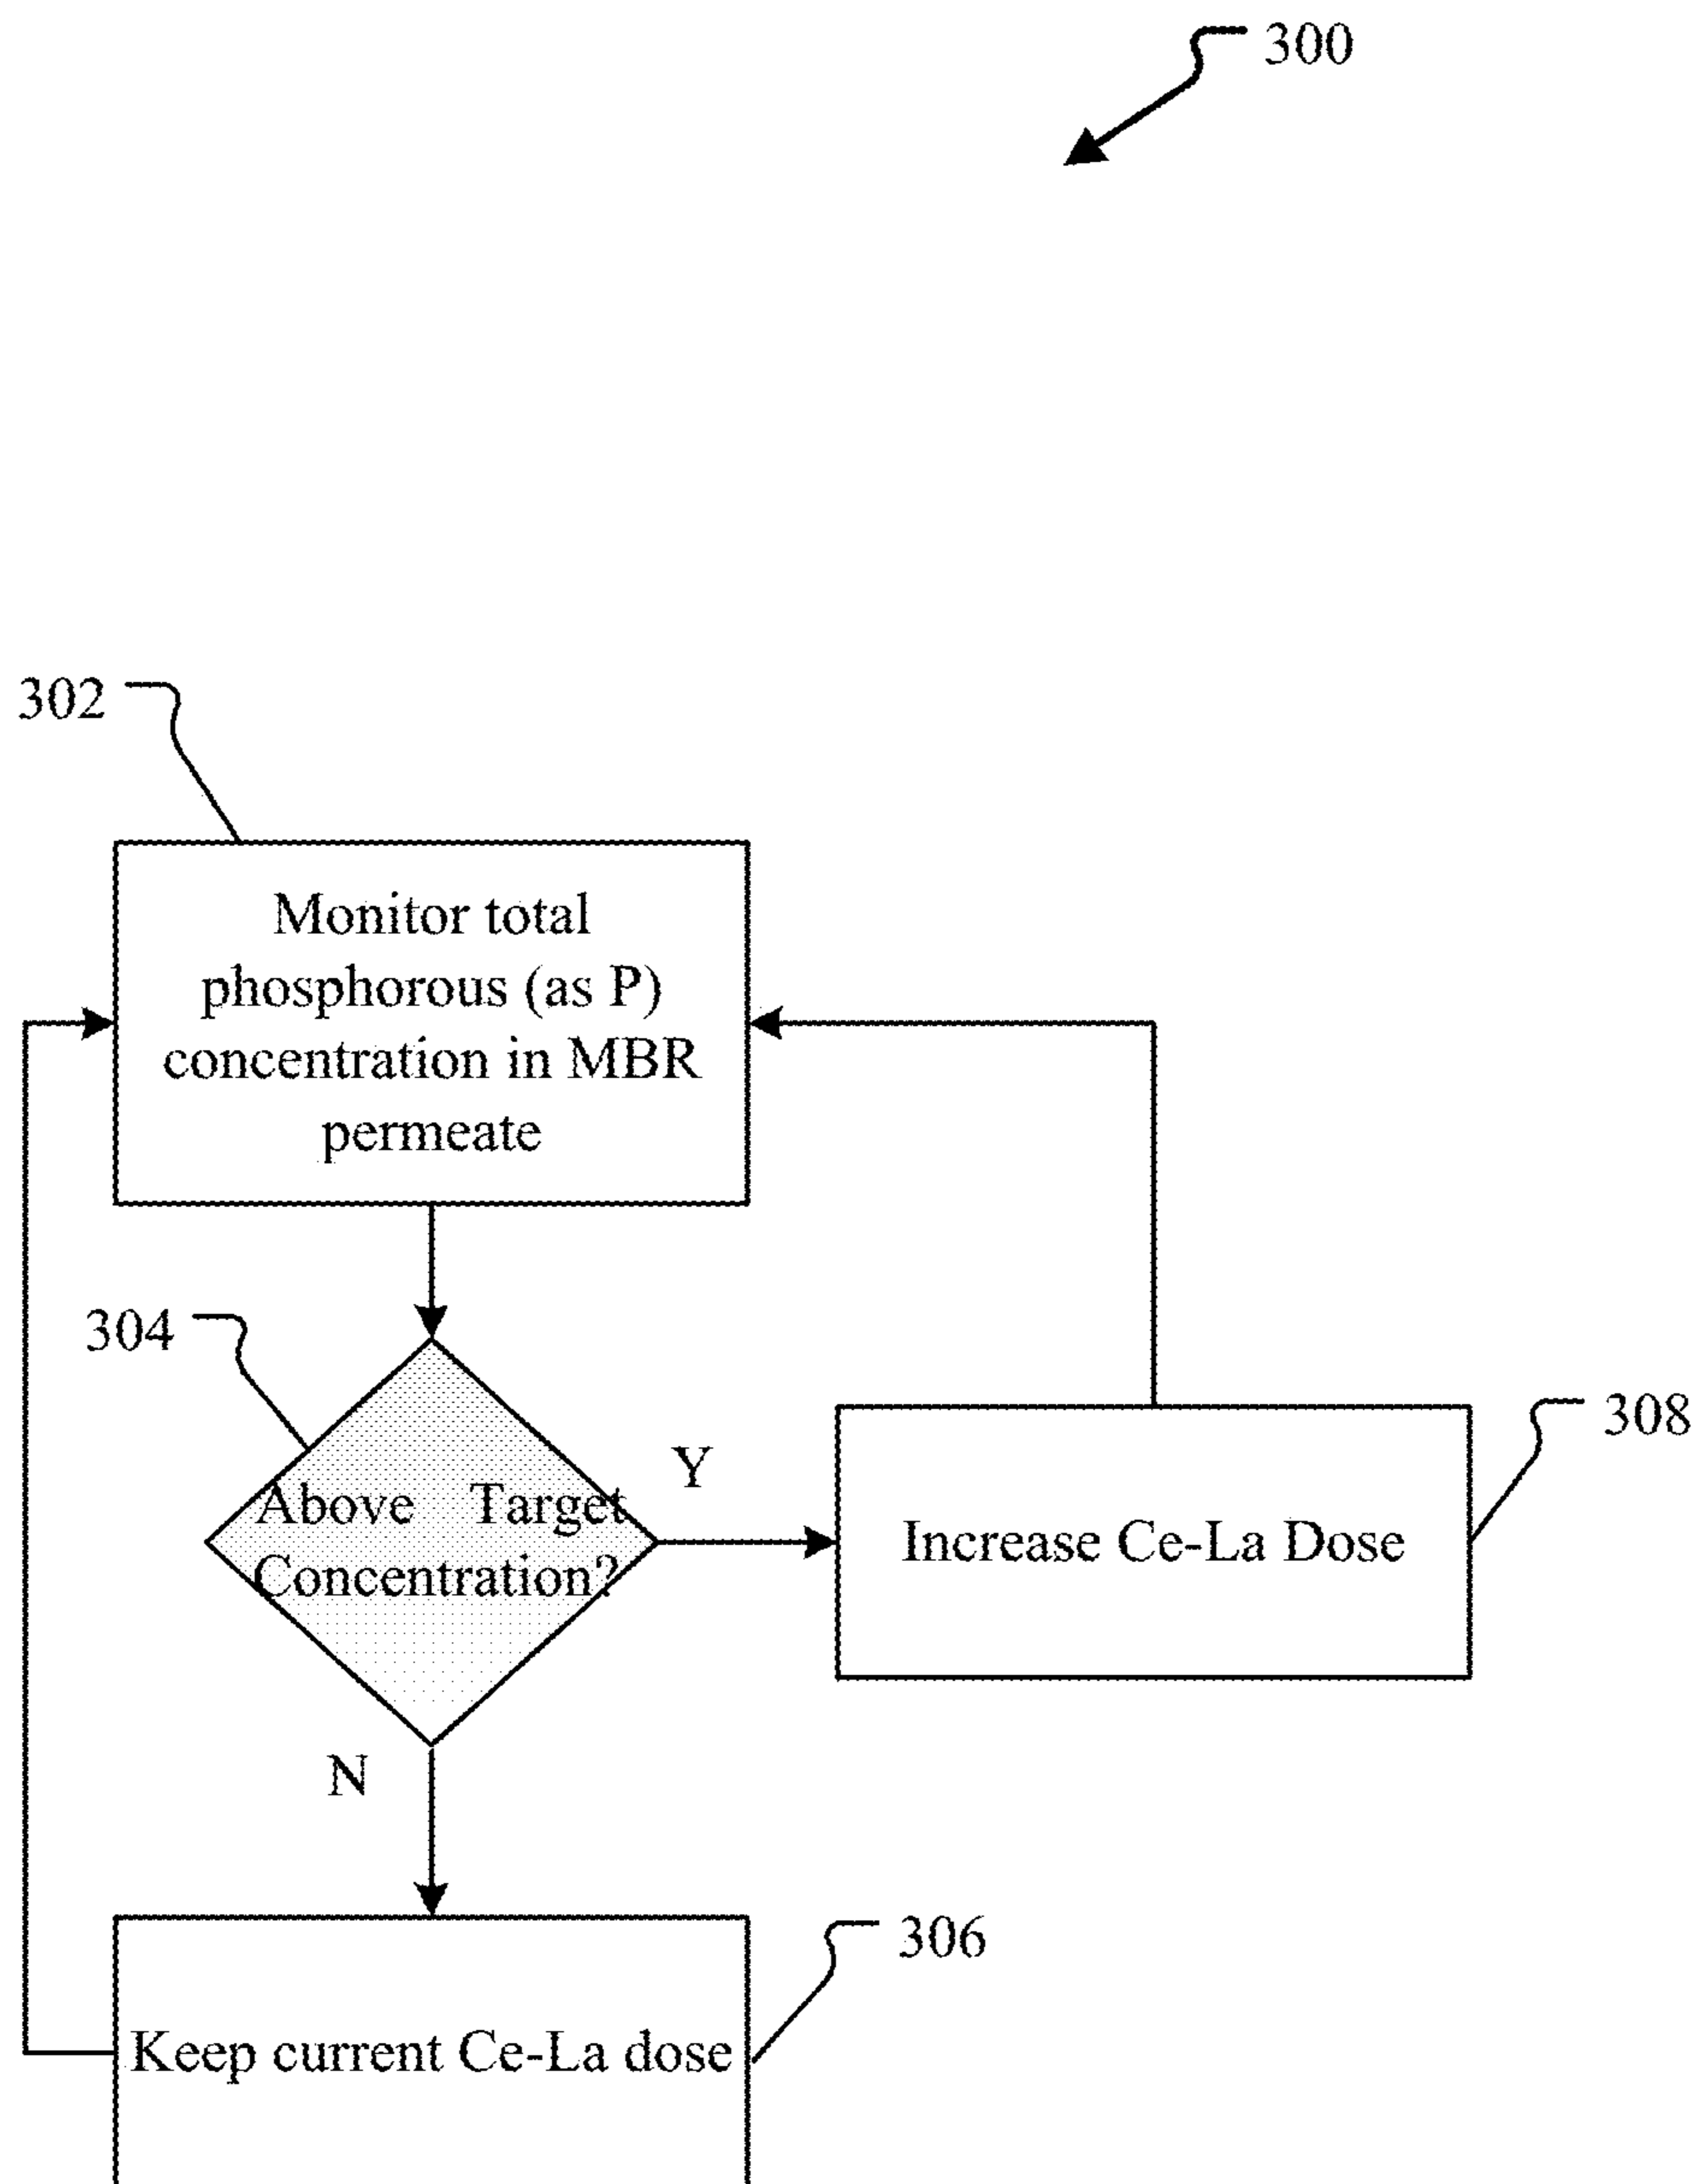 300
302
Monitor total
phosphorous (as P)
concentration in MBR
permeate
304
Above Target
Concentration?
Y
308
Increase Ce-La Dose
N
306
Keep current Ce-La dose